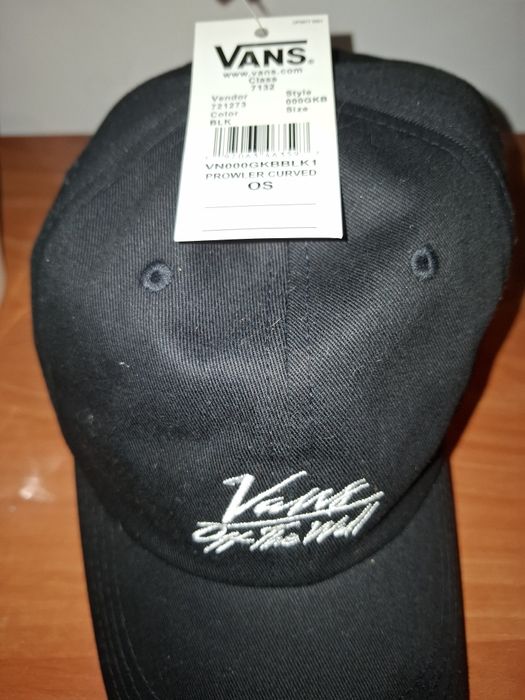 VANS®
www.vans.com
Class
7132
Vendor Style
721273 000GKB
Color Size
BLK
VN000GKBBLK1
PROWLER CURVED
OS
Vans
Off The Wall